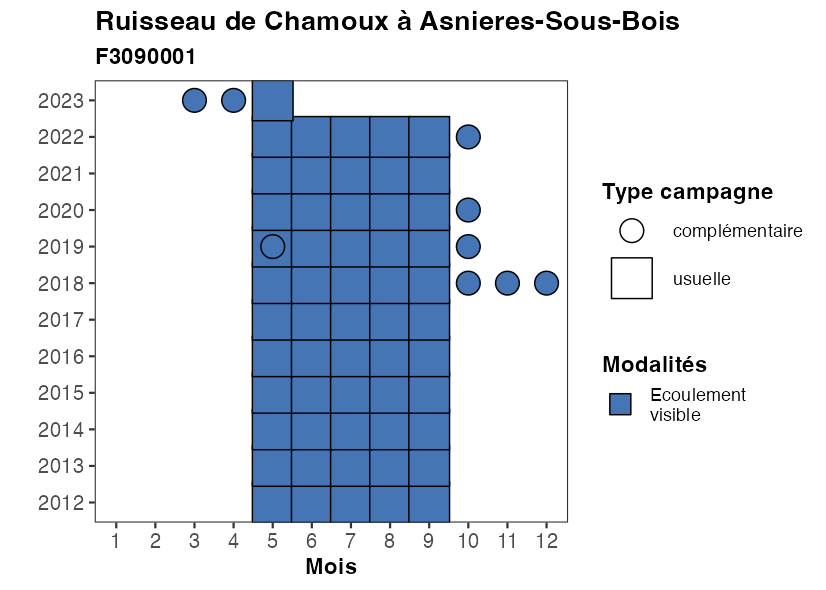 Ruisseau de Chamoux à Asnieres-Sous-Bois
F3090001
2023
2022
2021
2020
2019
2018
2017
2016
2015
2014
2013
2012
1 2 3 4 5 6 7 8 9 10 11 12
Mois
Type campagne
complémentaire
usuelle
Modalités
Ecoulement
visible